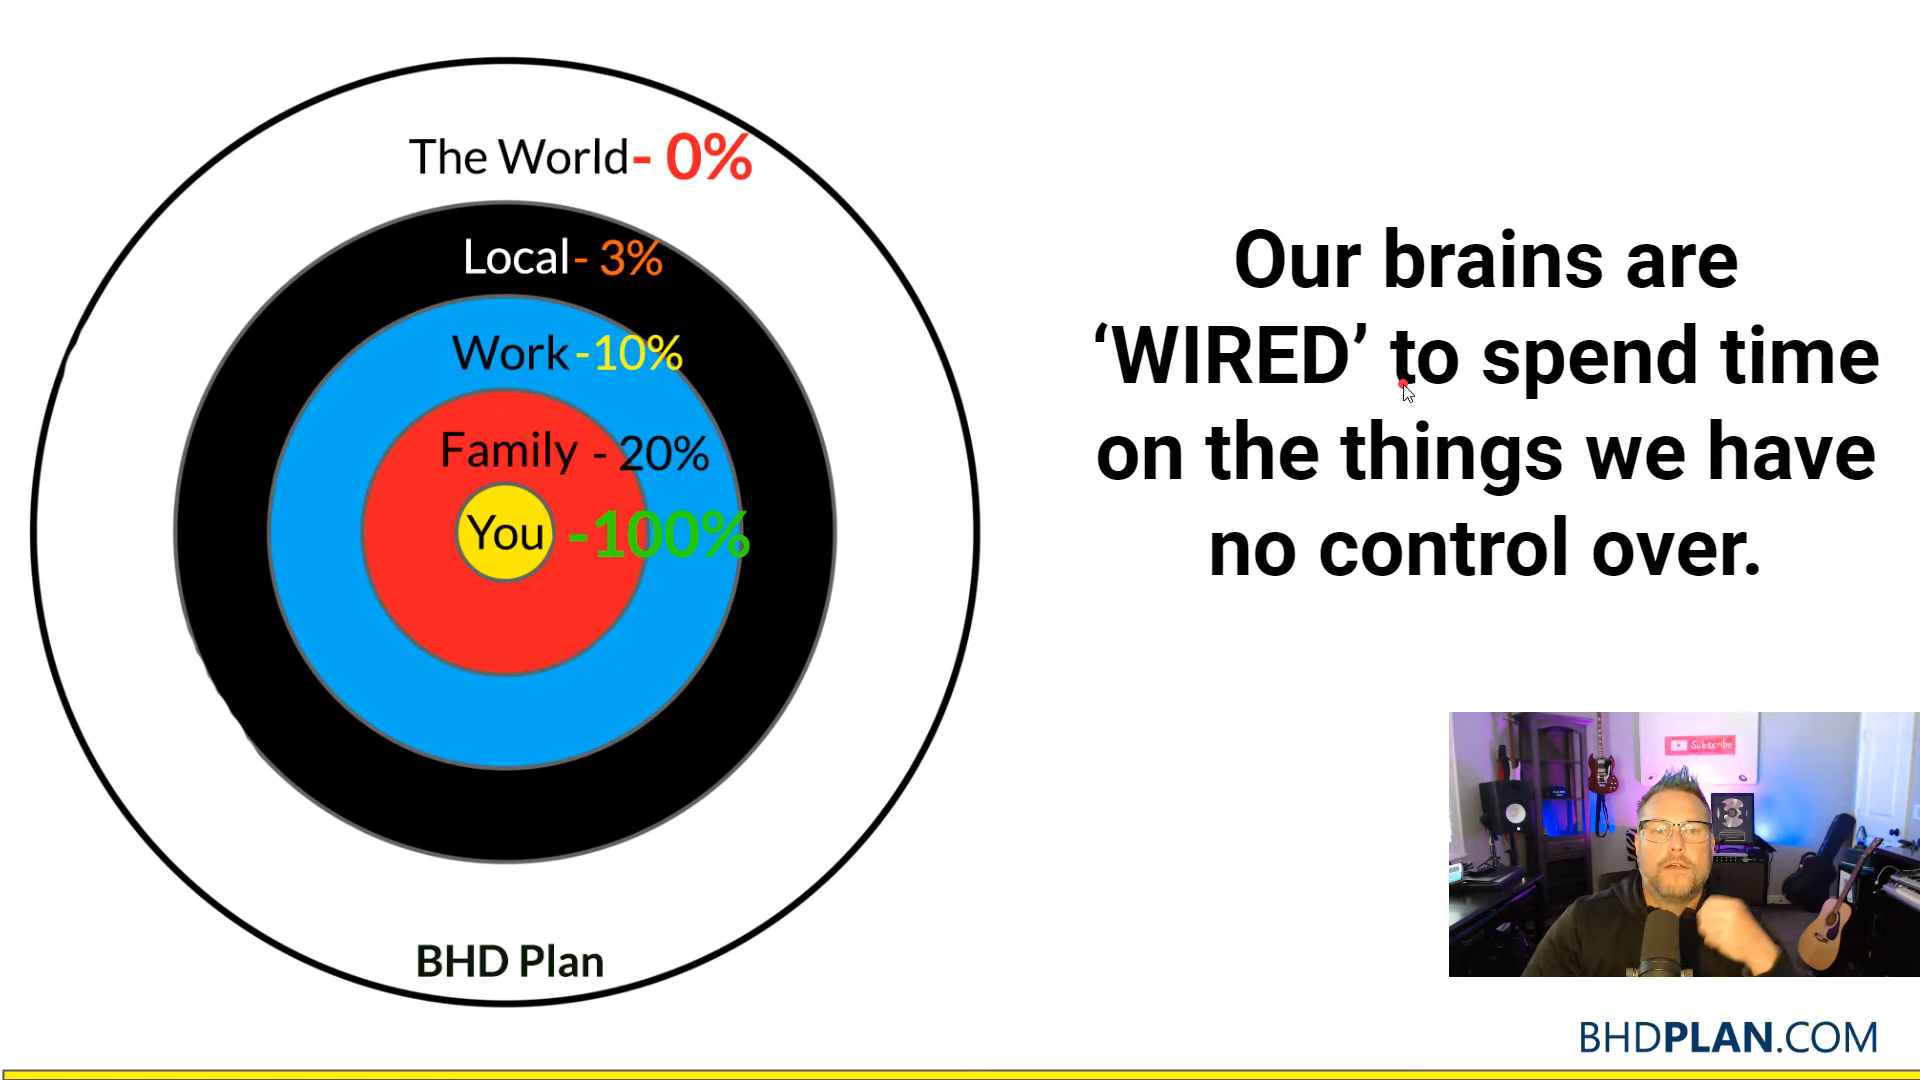 The World- 0%
Local- 3%
Work -10%
Family - 20%
You -100%
BHD Plan
Our brains are
‘WIRED’ to spend time
on the things we have
no control over.
Subscribe
BHDPLAN.COM